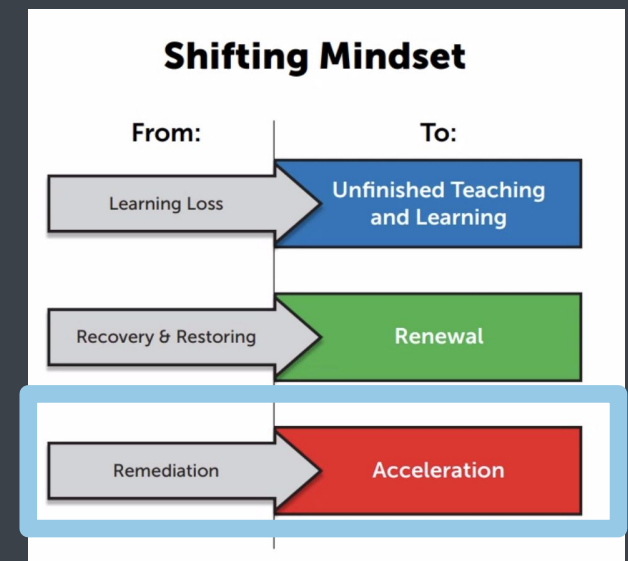 Shifting Mindset
From:
To:
Learning Loss
Unfinished Teaching
and Learning
Recovery & Restoring
Renewal
Remediation
Acceleration